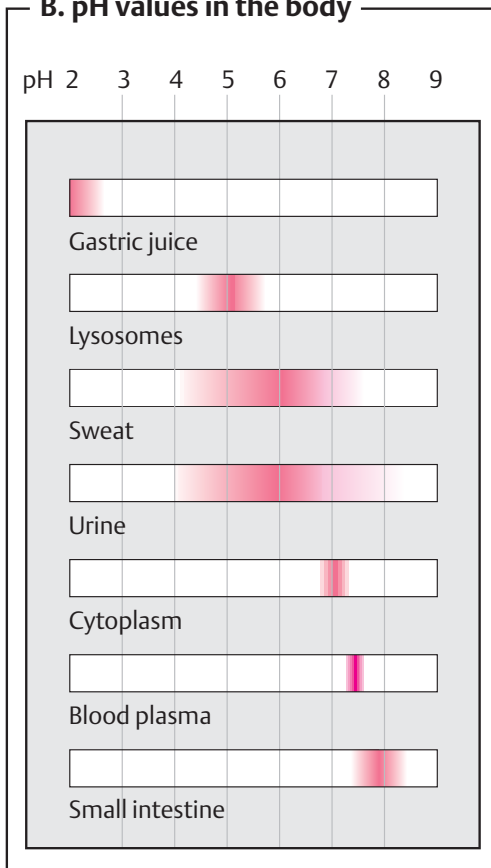 B. pH values in the body
pH 2 3 4 5 6 7 8 9
Gastric juice
Lysosomes
Sweat
Urine
Cytoplasm
Blood plasma
Small intestine